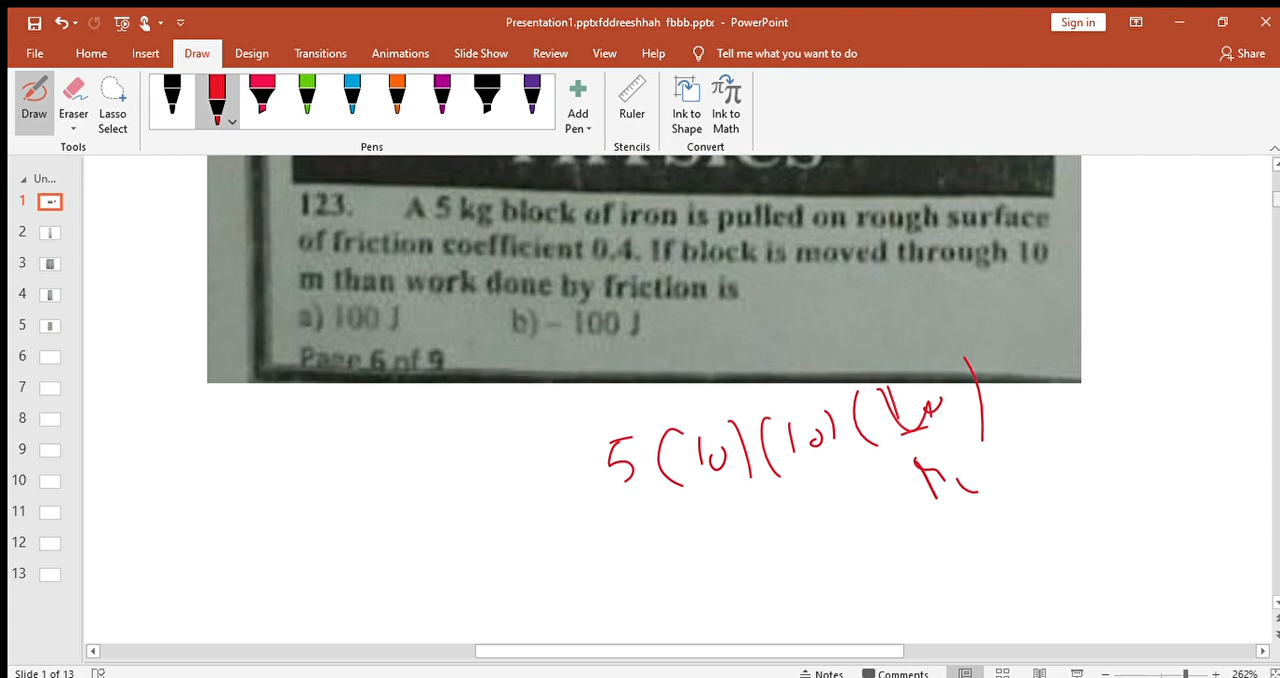 Presentation1.pptxfddreeshhah fbbb.pptx - PowerPoint
Sign in
File Home Insert Draw Design Transitions Animations Slide Show Review View Help Tell me what you want to do Share
Draw Eraser Lasso Select Add Pen Ruler Ink to Shape Ink to Math
Tools Pens Stencils Convert
Un...
PHYSICS
1
2
3
4
5
6
7
8
9
10
11
12
13
123. A 5 kg block of iron is pulled on rough surface
of friction coefficient 0.4. If block is moved through 10
m than work done by friction is
a) 100 J b) – 100 J
Page 6 of 9
5 (10) (10)
Slide 1 of 13 Notes Comments 262%